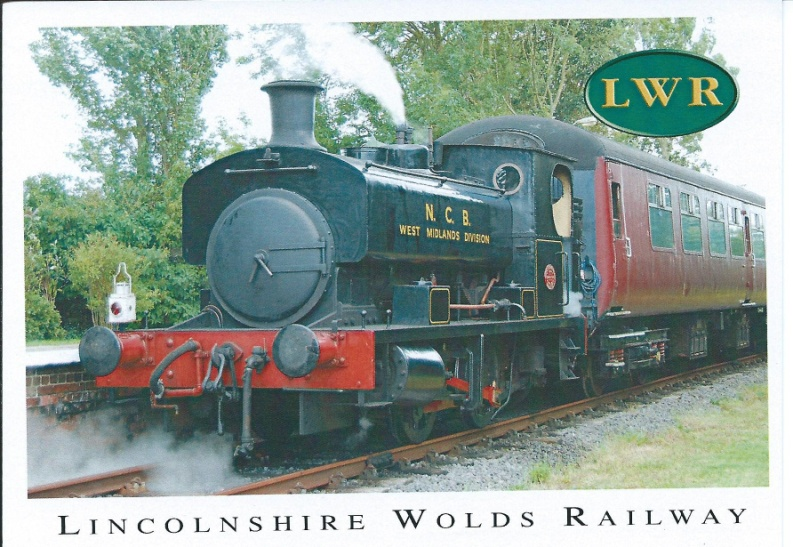 LWR
N. C. B.
WEST MIDLANDS DIVISION
LINCOLNSHIRE WOLDS RAILWAY